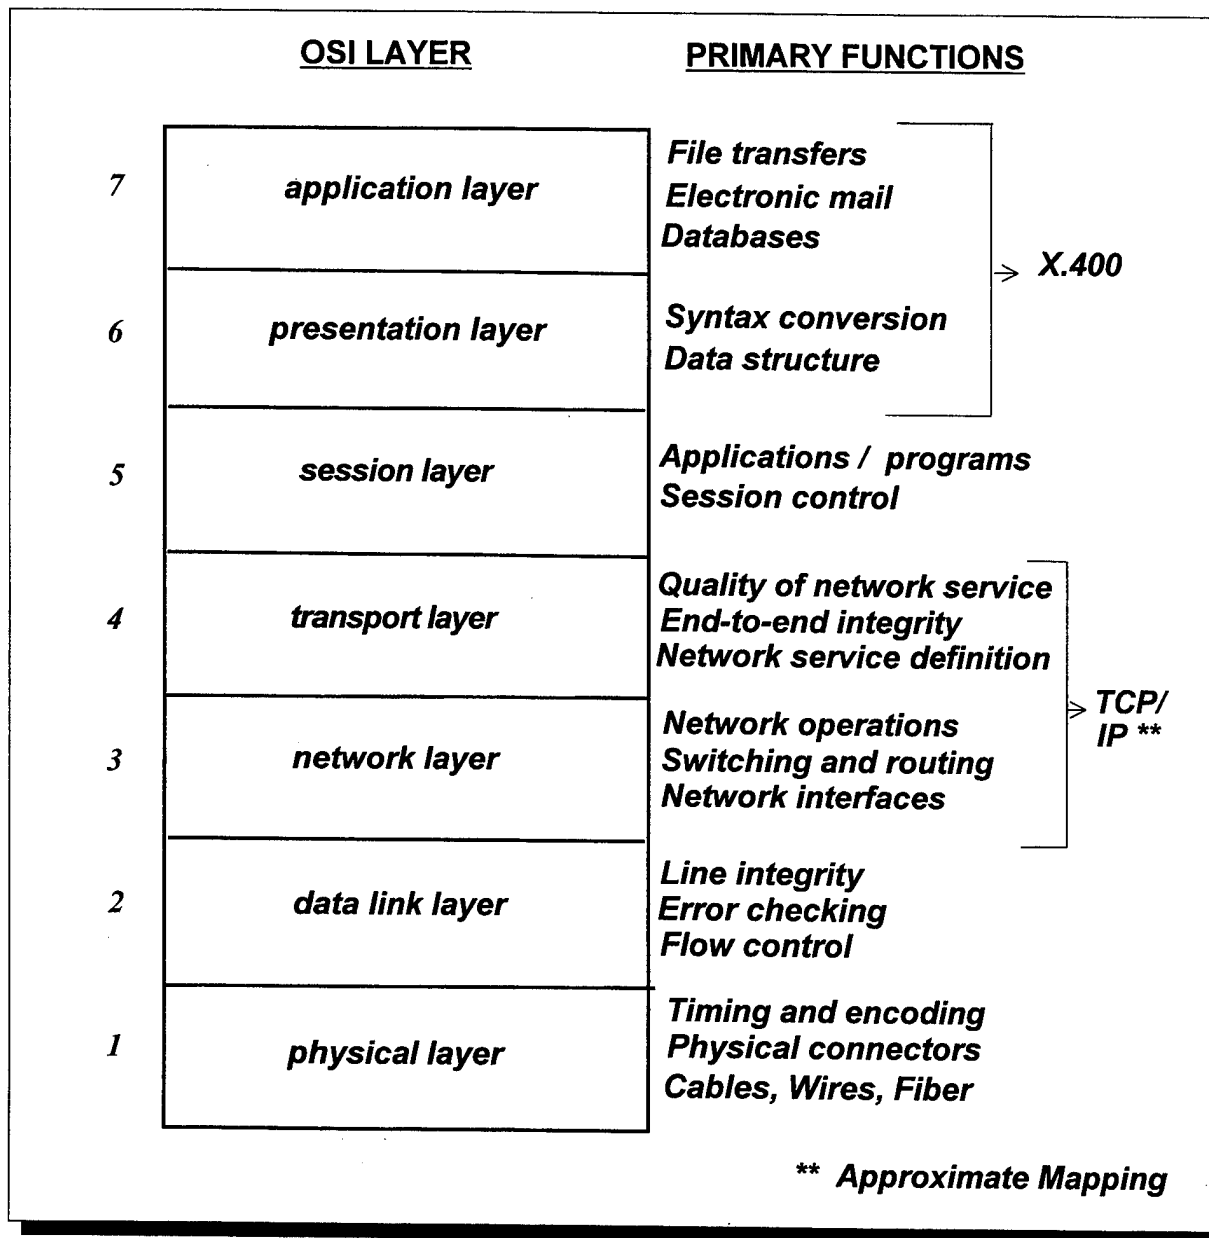 OSI LAYER PRIMARY FUNCTIONS
7 application layer
File transfers
Electronic mail
Databases
6 presentation layer
Syntax conversion
Data structure
X.400
5 session layer
Applications / programs
Session control
4 transport layer
Quality of network service
End-to-end integrity
Network service definition
3 network layer
Network operations
Switching and routing
Network interfaces
TCP/
IP **
2 data link layer
Line integrity
Error checking
Flow control
1 physical layer
Timing and encoding
Physical connectors
Cables, Wires, Fiber
** Approximate Mapping